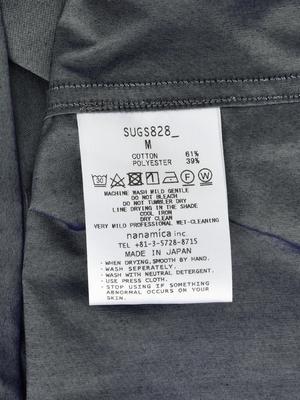 SUGS828_
M
COTTON 61%
POLYESTER 39%
MACHINE WASH MILD GENTLE
DO NOT BLEACH
DO NOT TUMBLER DRY
LINE DRYING IN THE SHADE
COOL IRON
DRY CLEAN
VERY MILD PROFESSIONAL WET-CLEANING
nanamica inc.
TEL +81-3-5728-8715
MADE IN JAPAN
・WHEN DRYING,SMOOTH BY HAND.
・WASH SEPERATELY.
・WASH WITH NEUTRAL DETERGENT.
・USE PRESS CLOTH.
・STOP USING IF SOMETHING
ABNORMAL OCCURS ON YOUR
SKIN.